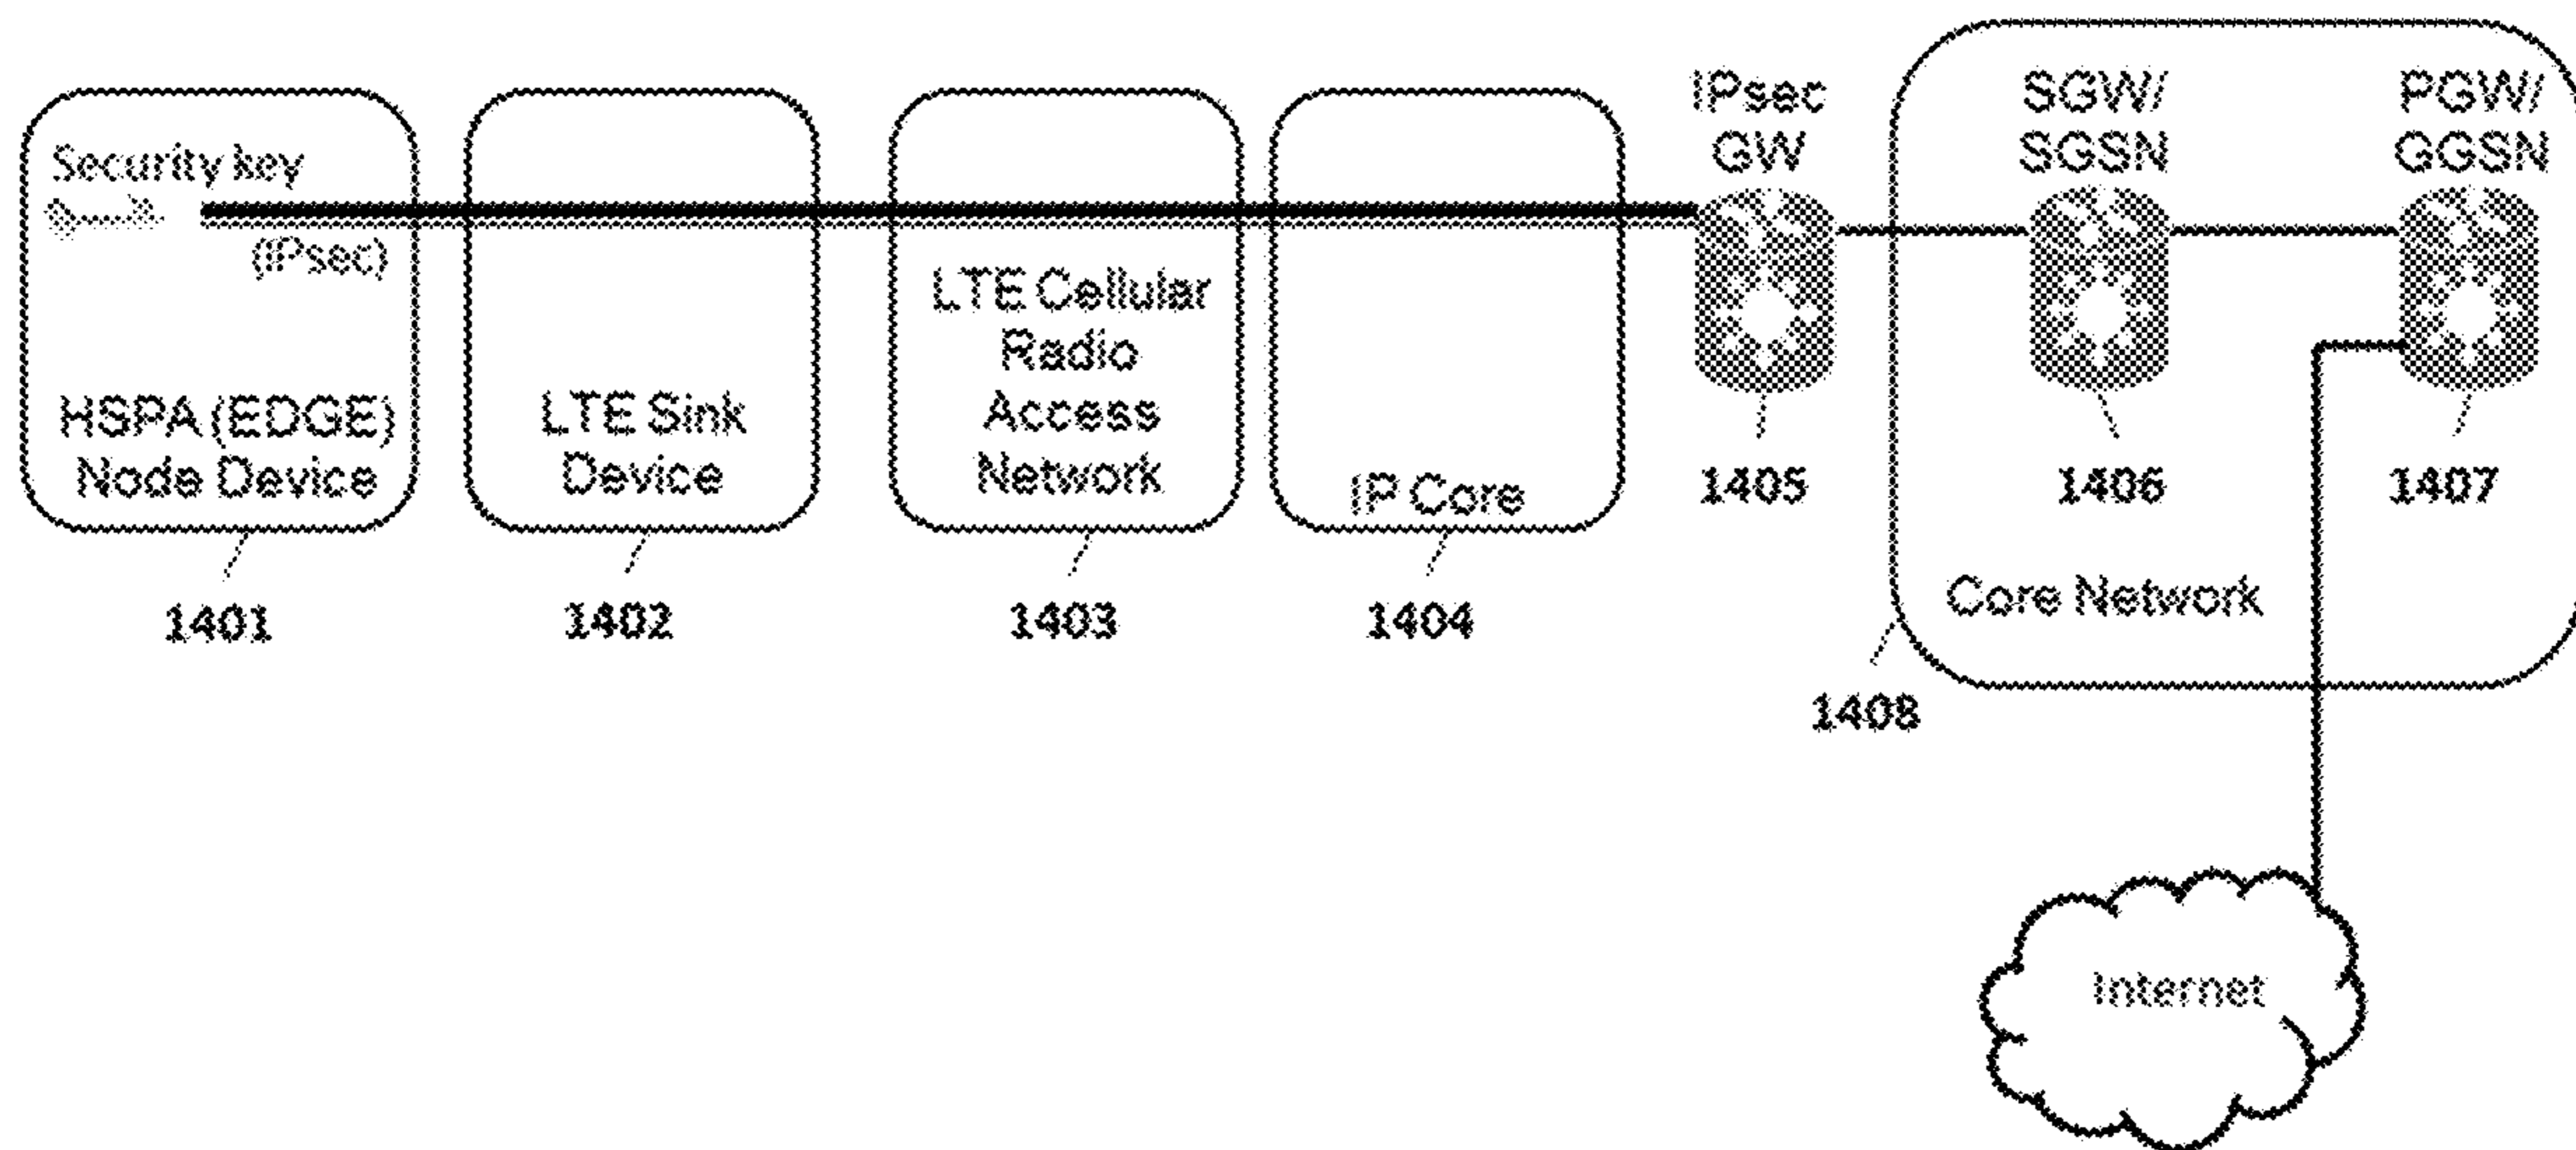 Security key
(IPsec)
HSPA (EDGE)
Node Device
1401
LTE Sink
Device
1402
LTE Cellular
Radio
Access
Network
1403
IP Core
1404
IPsec
GW
1405
SGW/
SGSN
1406
PGW/
GGSN
1407
Core Network
1408
Internet